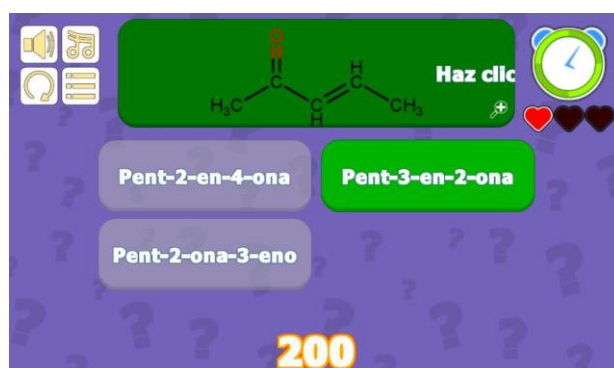 O
H
Haz clic
H₃C
CH₃
H
Pent-2-en-4-ona
Pent-3-en-2-ona
Pent-2-ona-3-eno
200